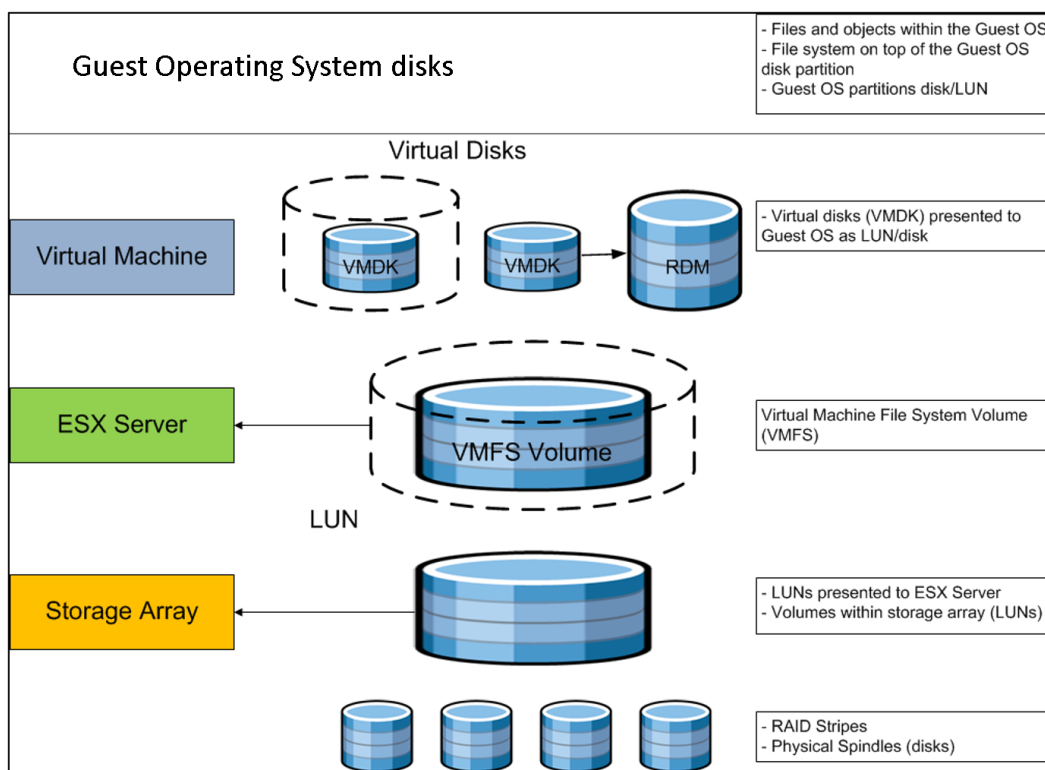 Guest Operating System disks
- Files and objects within the Guest OS
- File system on top of the Guest OS
disk partition
- Guest OS partitions disk/LUN
Virtual Disks
Virtual Machine
VMDK
VMDK
RDM
- Virtual disks (VMDK) presented to
Guest OS as LUN/disk
ESX Server
VMFS Volume
Virtual Machine File System Volume
(VMFS)
LUN
Storage Array
- LUNs presented to ESX Server
- Volumes within storage array (LUNs)
- RAID Stripes
- Physical Spindles (disks)